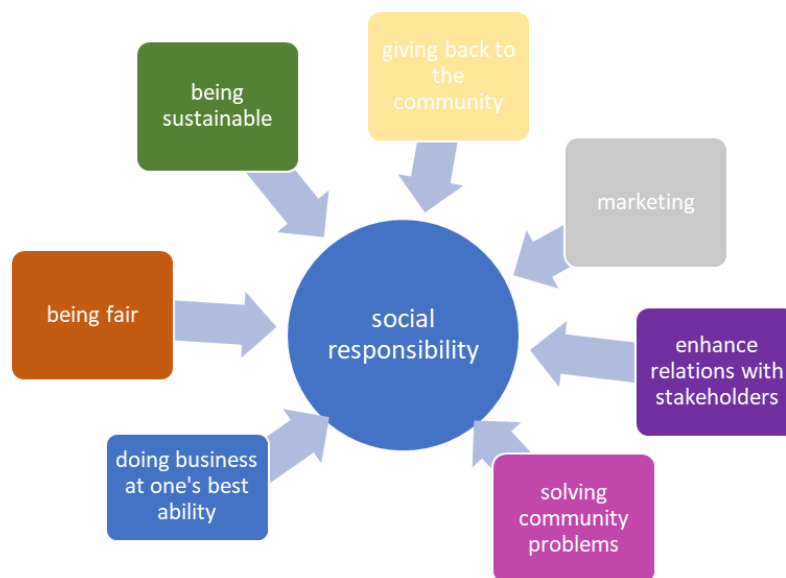 giving back to
the
community
being
sustainable
marketing
being fair
social
responsibility
enhance
relations with
stakeholders
doing business
at one's best
ability
solving
community
problems